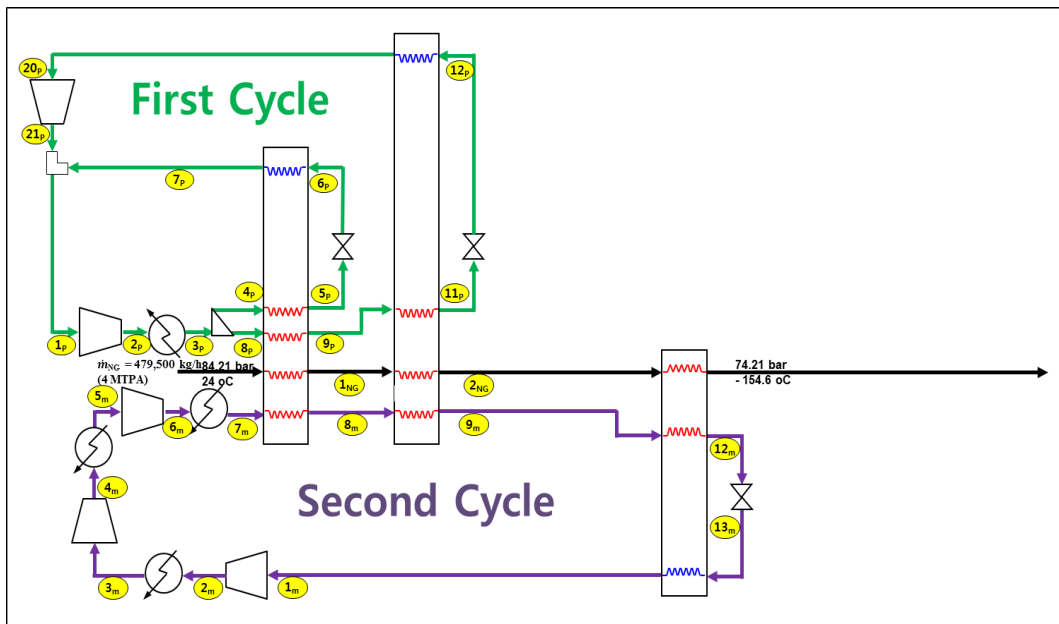 20P
12P
First Cycle
21P
7P
6P
4P
5P
11P
1P
2P
3P
8P
9P
ṁNG = 479,500 kg/h
84.21 bar
74.21 bar
(4 MTPA)
24 oC
1NG
2NG
- 154.6 oC
5m
6m
7m
8m
9m
12m
4m
Second Cycle
13m
3m
2m
1m